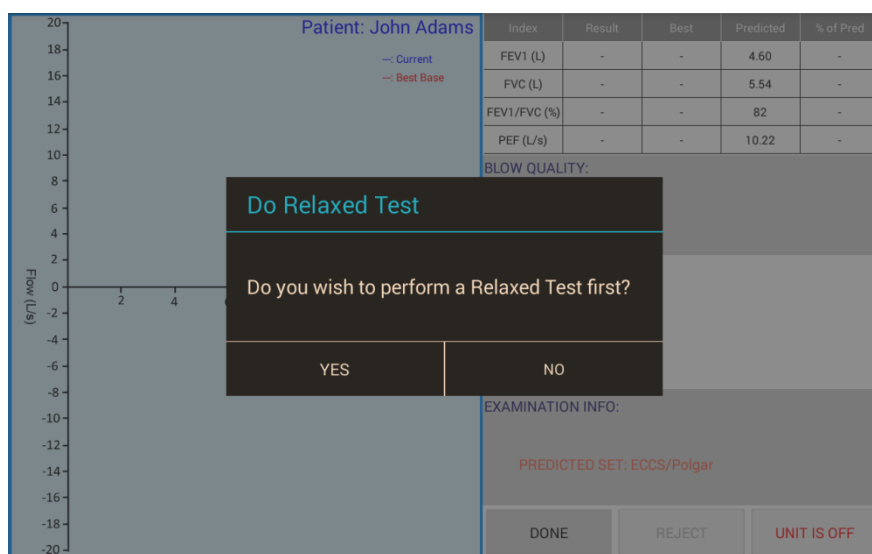 20
18
16
14
12
10
8
6
4
2
0
-2
-4
-6
-8
-10
-12
-14
-16
-18
-20
Flow (L/s)
2 4
Patient: John Adams
—: Current
—: Best Base
Index Result Best Predicted % of Pred
FEV1 (L) - - 4.60 -
FVC (L) - - 5.54 -
FEV1/FVC (%) - - 82 -
PEF (L/s) - - 10.22 -
BLOW QUALITY:
Do Relaxed Test
Do you wish to perform a Relaxed Test first?
YES NO
EXAMINATION INFO:
PREDICTED SET: ECCS/Polgar
DONE REJECT UNIT IS OFF